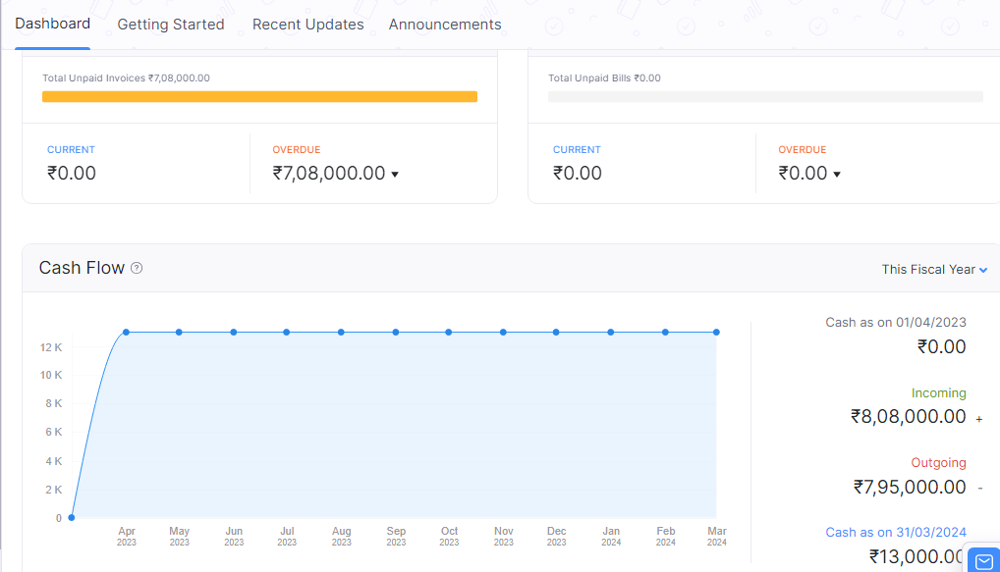 Dashboard Getting Started Recent Updates Announcements
Total Unpaid Invoices ₹7,08,000.00
Total Unpaid Bills ₹0.00
CURRENT OVERDUE
₹0.00 ₹7,08,000.00
CURRENT OVERDUE
₹0.00 ₹0.00
Cash Flow
This Fiscal Year
12 K
10 K
8 K
6 K
4 K
2 K
0
Apr May Jun Jul Aug Sep Oct Nov Dec Jan Feb Mar
2023 2023 2023 2023 2023 2023 2023 2023 2023 2024 2024 2024
Cash as on 01/04/2023
₹0.00
Incoming
₹8,08,000.00 +
Outgoing
₹7,95,000.00 -
Cash as on 31/03/2024
₹13,000.00